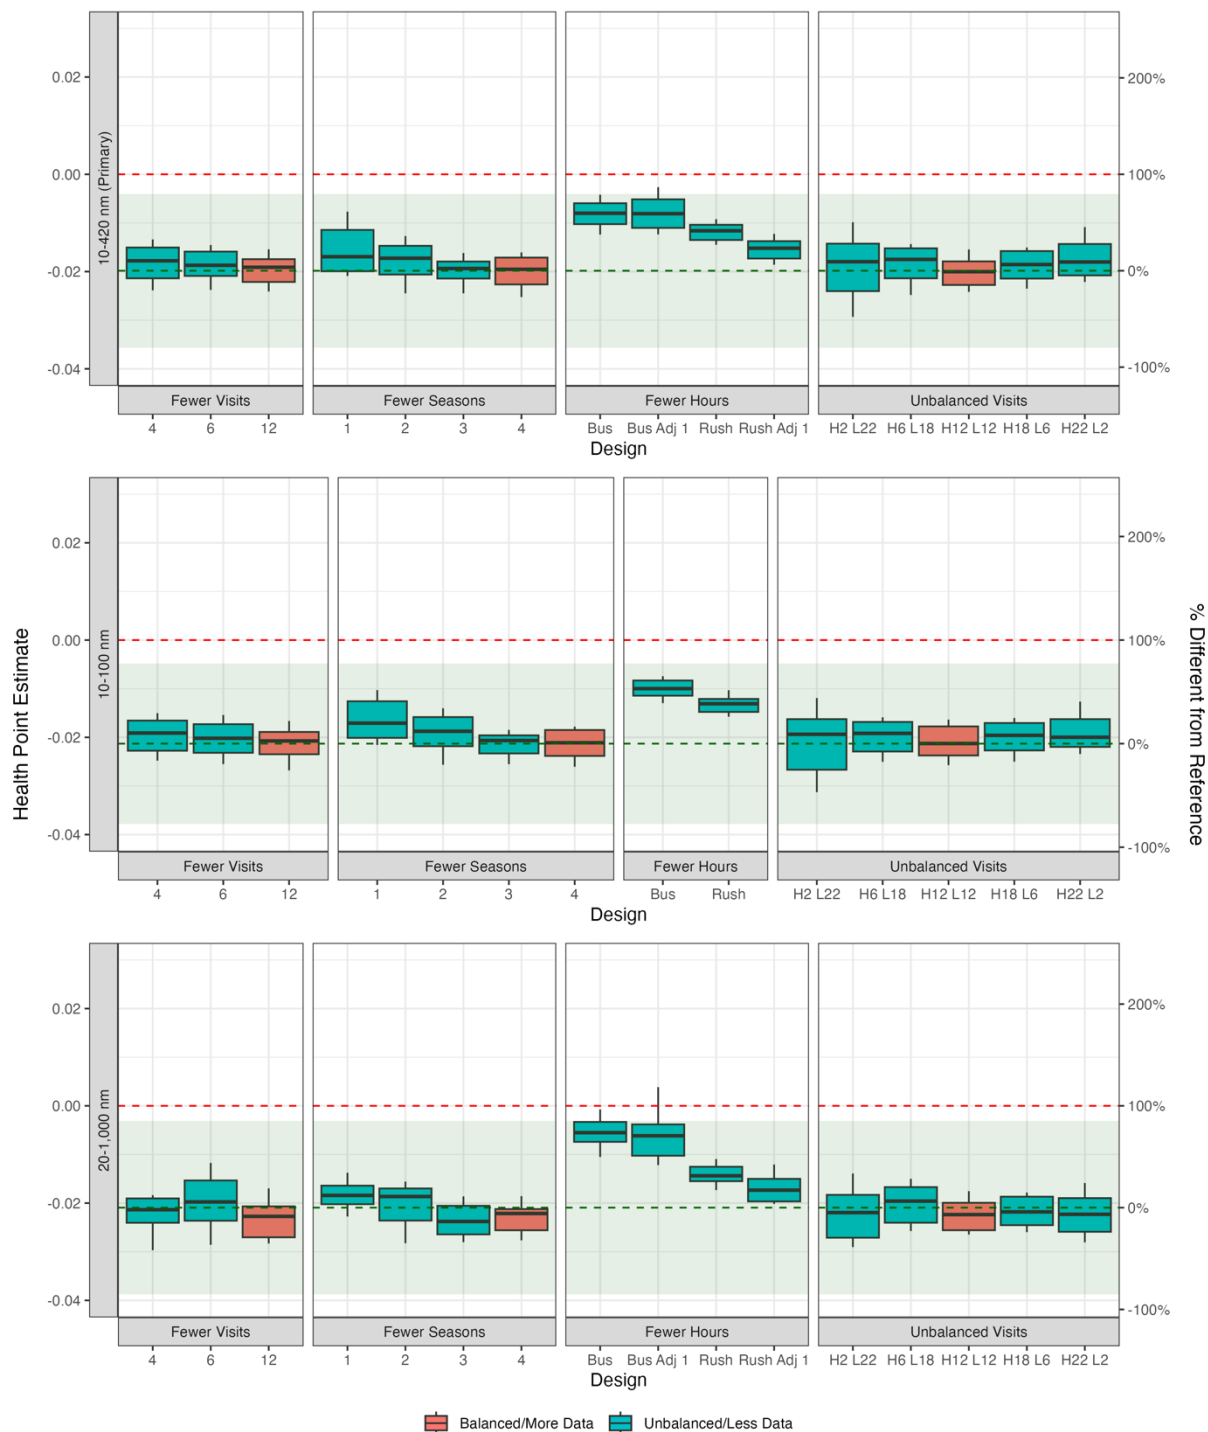 Health Point Estimate
% Different from Reference
10-420 nm (Primary)
0.02
0.00
-0.02
-0.04
200%
100%
0%
-100%
Fewer Visits
Fewer Seasons
Fewer Hours
Unbalanced Visits
4 6 12 1 2 3 4 Bus Bus Adj 1 Rush Rush Adj 1 H2 L22 H6 L18 H12 L12 H18 L6 H22 L2
Design
10-100 nm
0.02
0.00
-0.02
-0.04
200%
100%
0%
-100%
Fewer Visits
Fewer Seasons
Fewer Hours
Unbalanced Visits
4 6 12 1 2 3 4 Bus Rush H2 L22 H6 L18 H12 L12 H18 L6 H22 L2
Design
20-1,000 nm
0.02
0.00
-0.02
-0.04
200%
100%
0%
-100%
Fewer Visits
Fewer Seasons
Fewer Hours
Unbalanced Visits
4 6 12 1 2 3 4 Bus Bus Adj 1 Rush Rush Adj 1 H2 L22 H6 L18 H12 L12 H18 L6 H22 L2
Design
Balanced/More Data
Unbalanced/Less Data